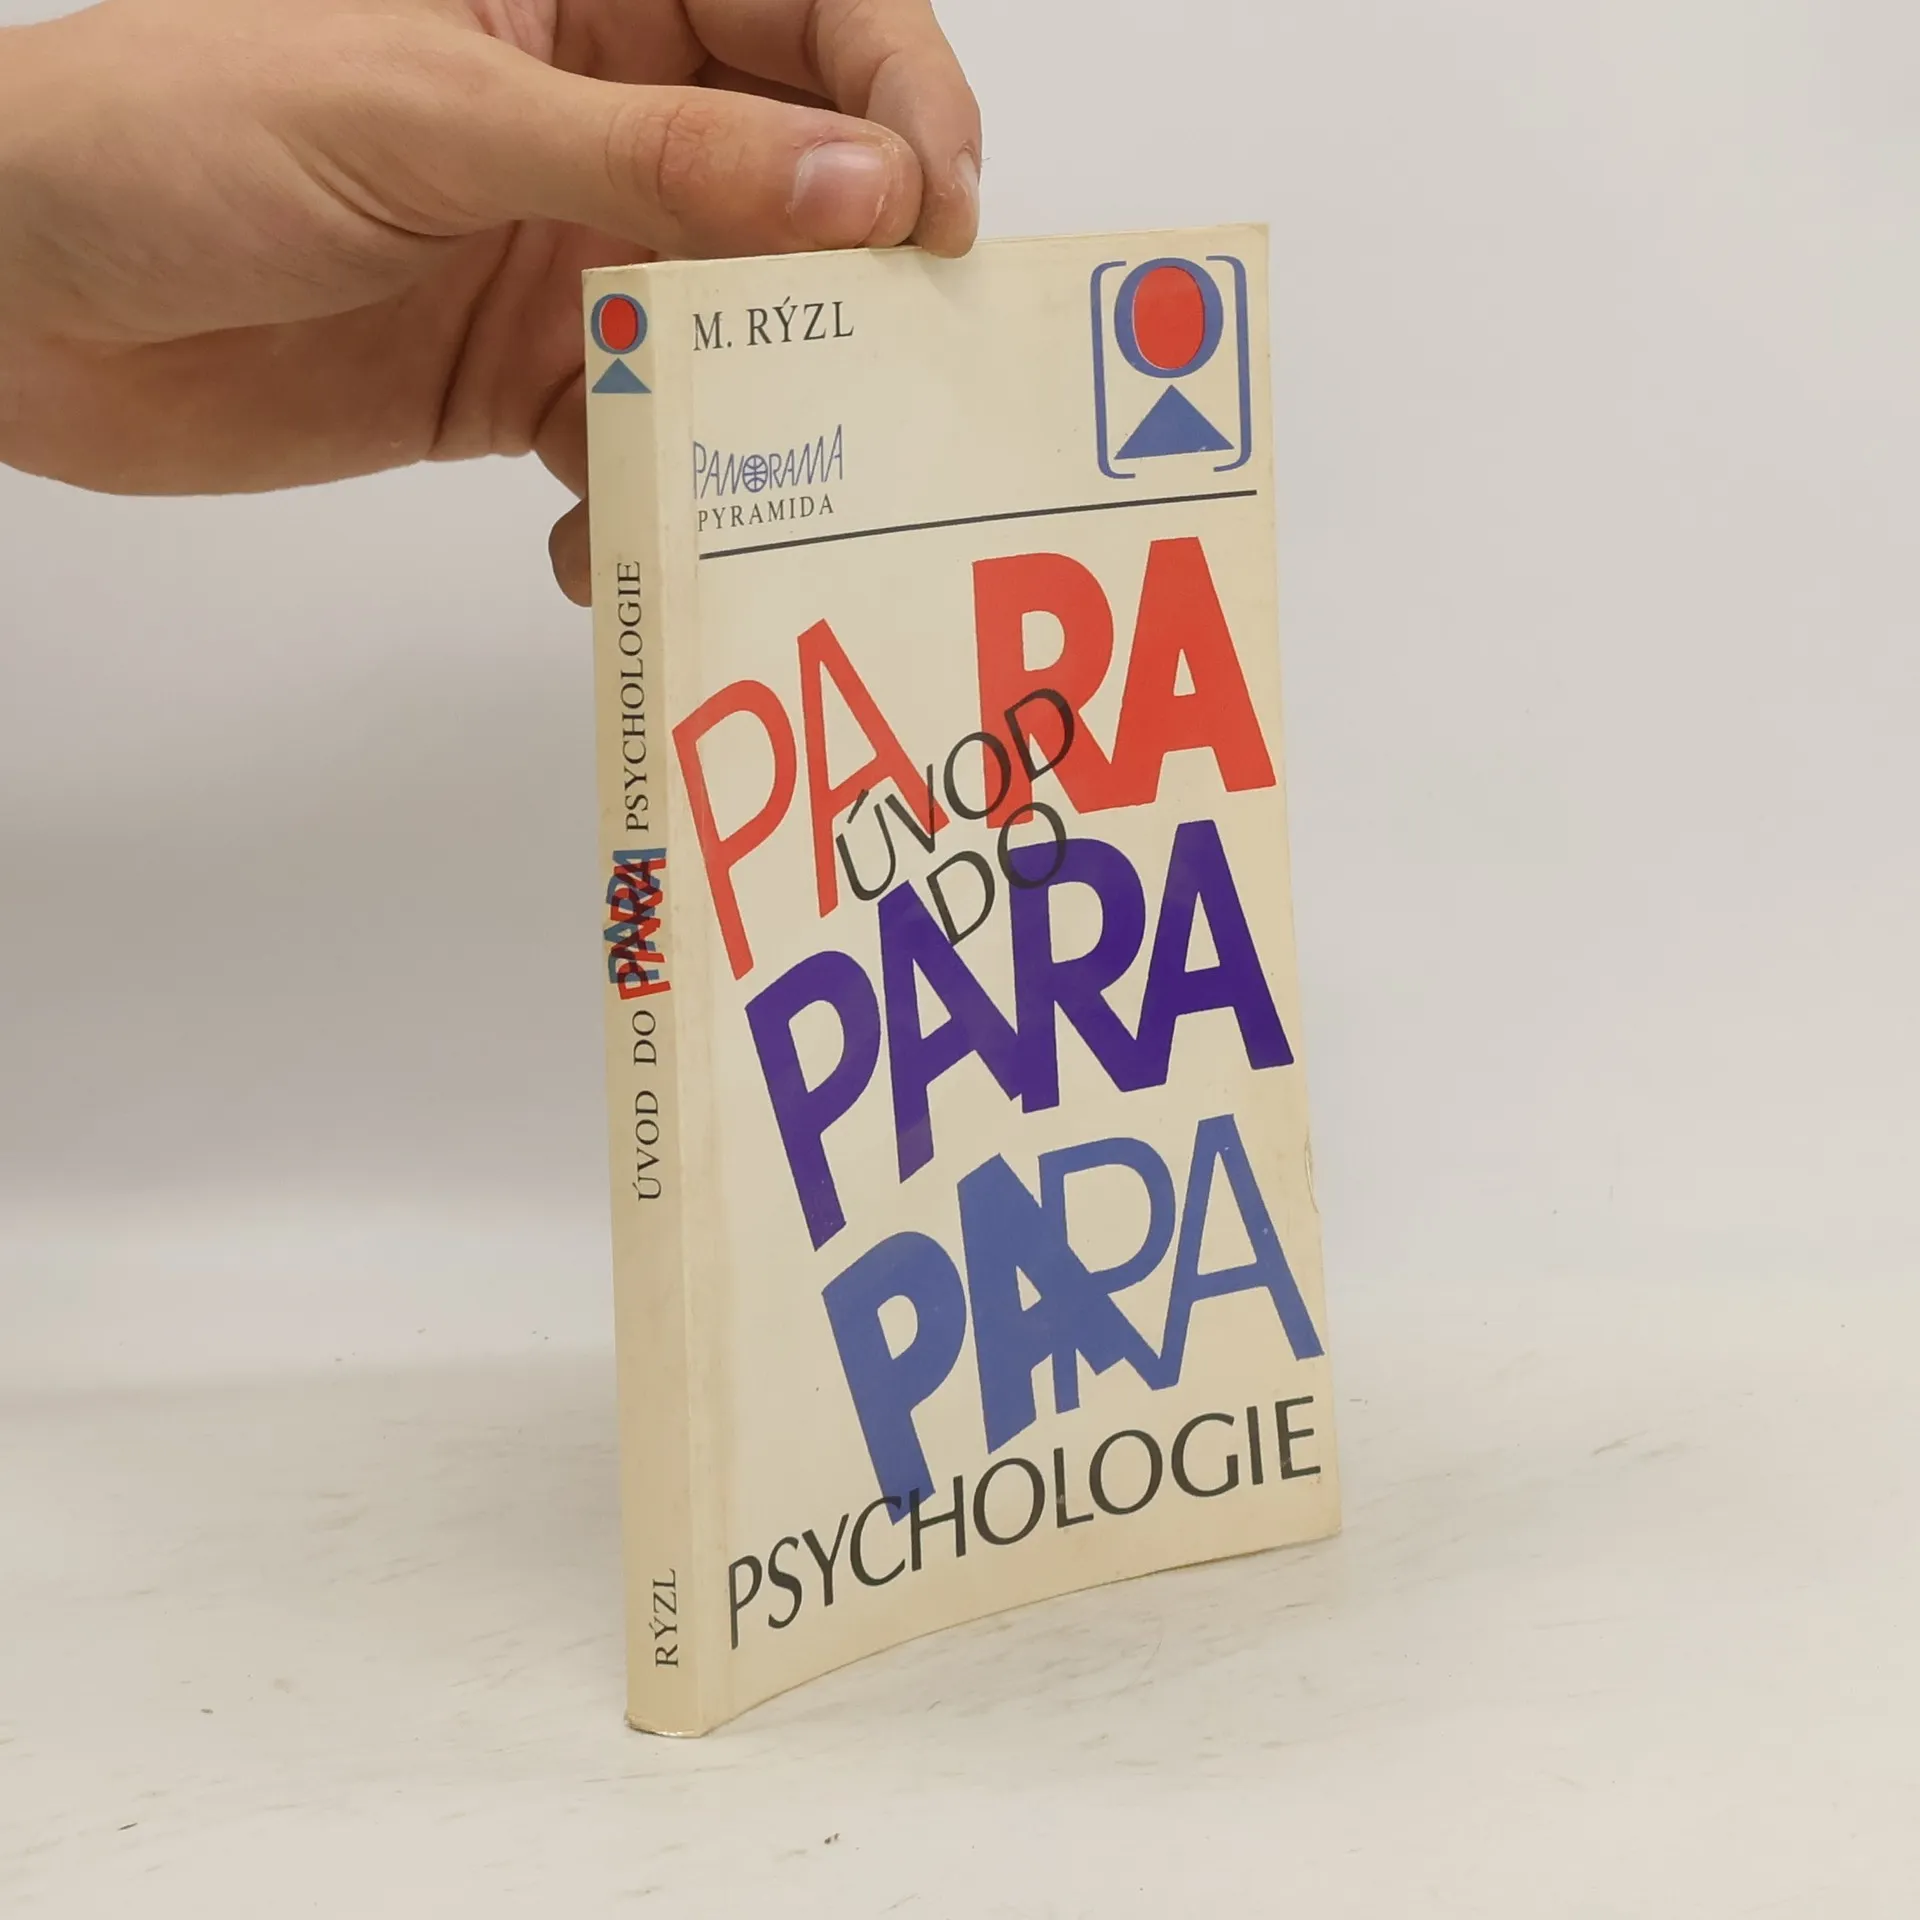 M. RÝZL
PANORAMA
PYRAMIDA
PARA
ÚVOD
DO
PARA
PARA
PSYCHOLOGIE
RÝZL ÚVOD DO PARA PSYCHOLOGIE